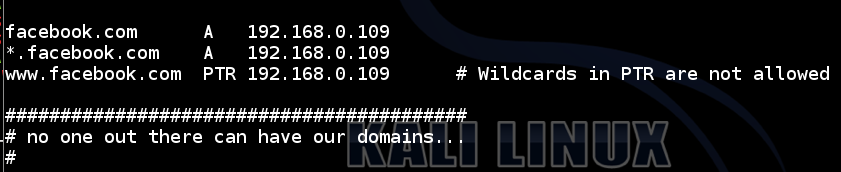 facebook.com      A   192.168.0.109
*.facebook.com    A   192.168.0.109
www.facebook.com  PTR 192.168.0.109      # Wildcards in PTR are not allowed
##########################################
# no one out there can have our domains...
#
KALI LINUX